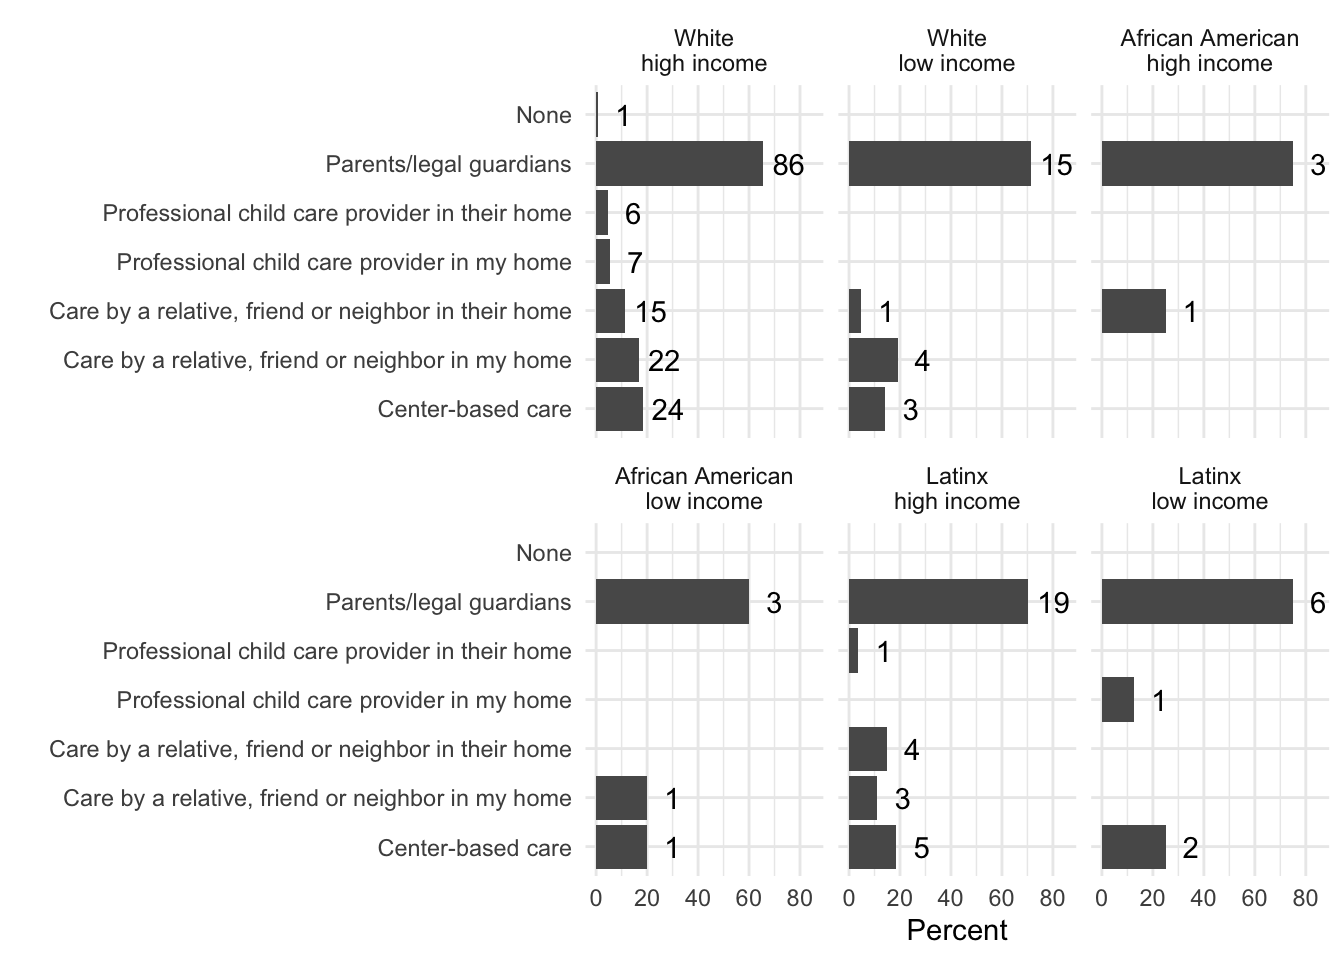 White
high income
White
low income
African American
high income
None
1
Parents/legal guardians
86
15
3
Professional child care provider in their home
6
Professional child care provider in my home
7
Care by a relative, friend or neighbor in their home
15
1
1
Care by a relative, friend or neighbor in my home
22
4
Center-based care
24
3
African American
low income
Latinx
high income
Latinx
low income
None
Parents/legal guardians
3
19
6
Professional child care provider in their home
1
Professional child care provider in my home
1
Care by a relative, friend or neighbor in their home
4
Care by a relative, friend or neighbor in my home
1
3
Center-based care
1
5
2
0 20 40 60 80
0 20 40 60 80
0 20 40 60 80
Percent